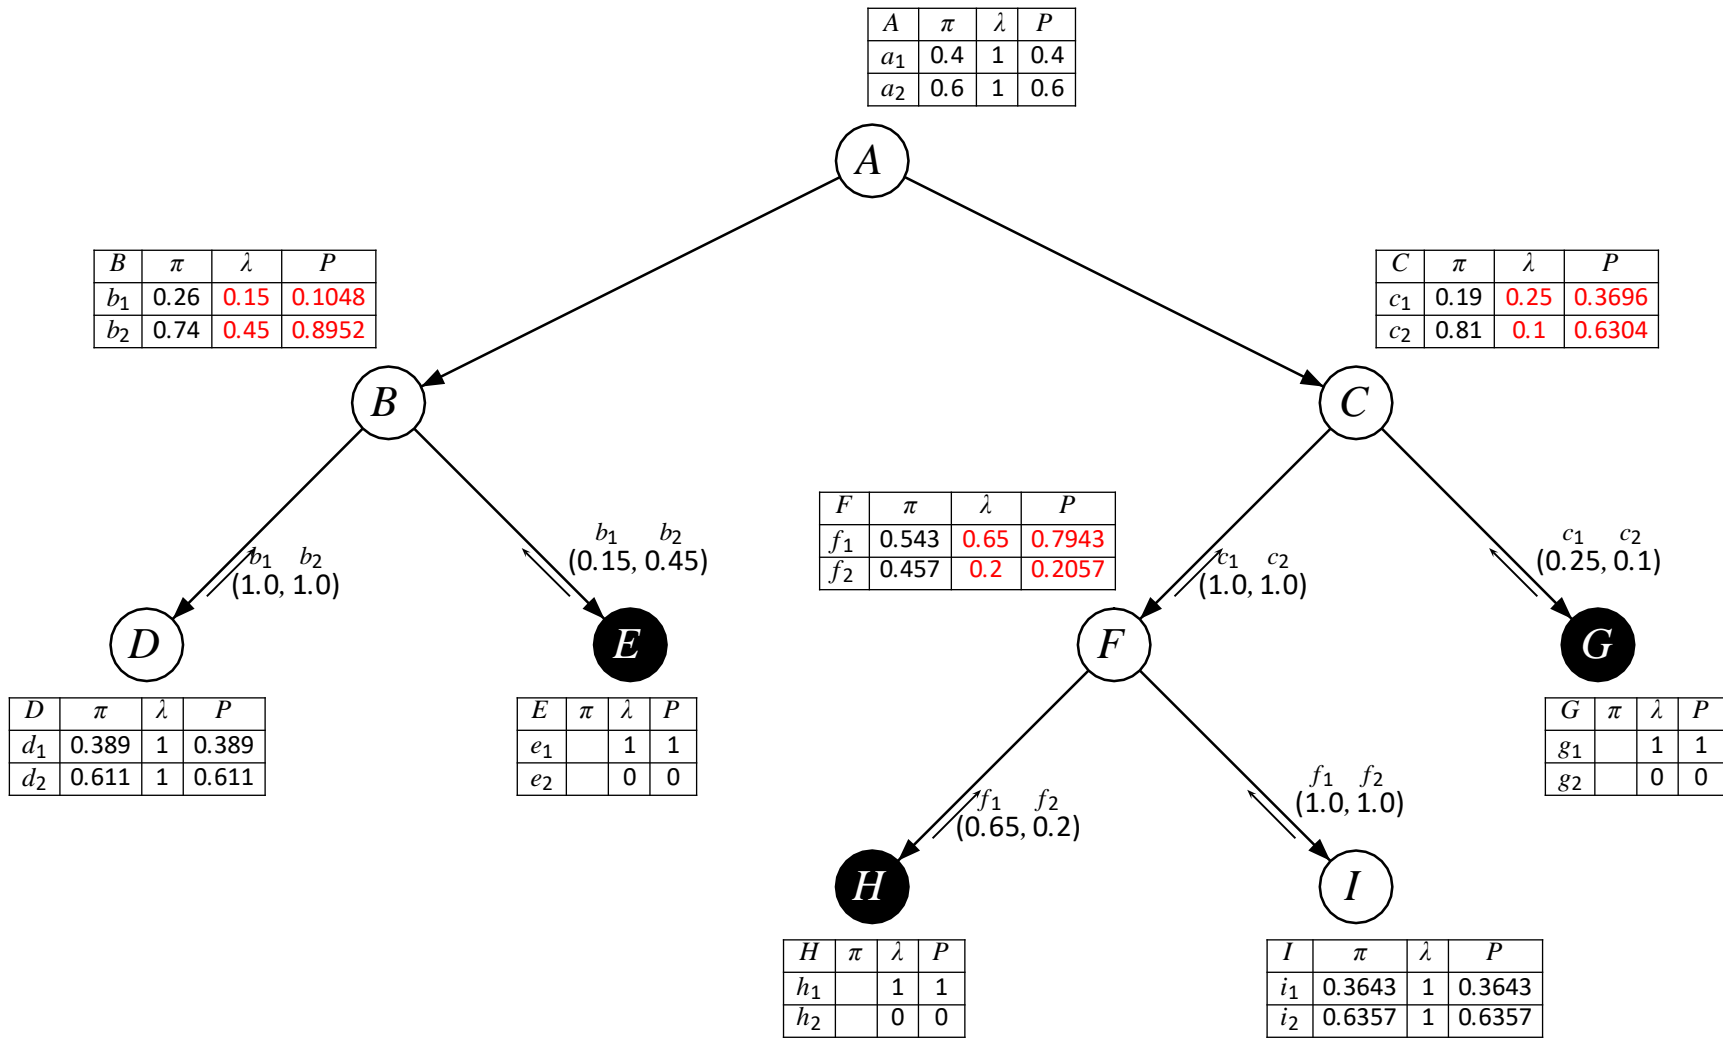 A π λ P
a1 0.4 1 0.4
a2 0.6 1 0.6
A
B π λ P
b1 0.26 0.15 0.1048
b2 0.74 0.45 0.8952
C π λ P
c1 0.19 0.25 0.3696
c2 0.81 0.1 0.6304
B
C
F π λ P
f1 0.543 0.65 0.7943
f2 0.457 0.2 0.2057
b1 b2
(1.0, 1.0)
b1 b2
(0.15, 0.45)
c1 c2
(1.0, 1.0)
c1 c2
(0.25, 0.1)
D
E
F
G
D π λ P
d1 0.389 1 0.389
d2 0.611 1 0.611
E π λ P
e1 1 1
e2 0 0
G π λ P
g1 1 1
g2 0 0
f1 f2
(0.65, 0.2)
f1 f2
(1.0, 1.0)
H
I
H π λ P
h1 1 1
h2 0 0
I π λ P
i1 0.3643 1 0.3643
i2 0.6357 1 0.6357